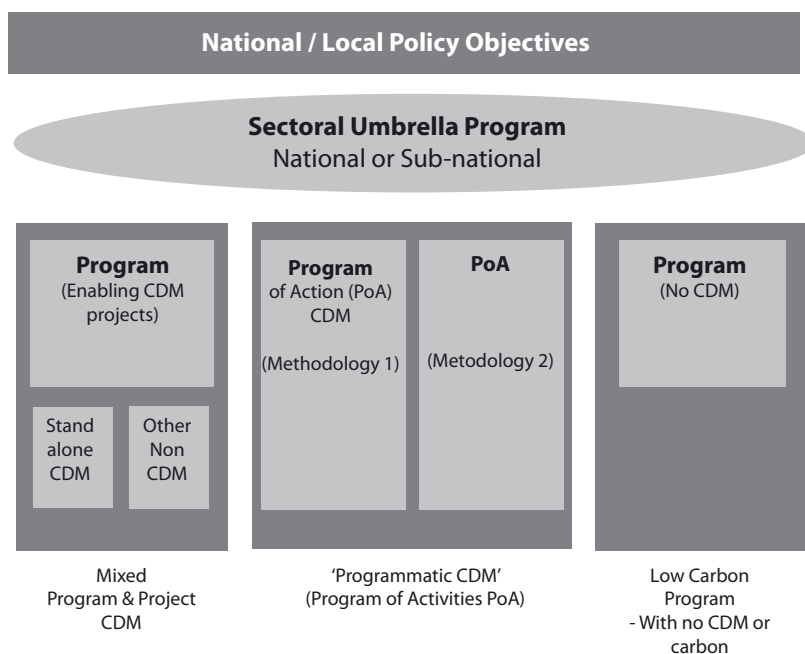 National / Local Policy Objectives
Sectoral Umbrella Program
National or Sub-national
Program
(Enabling CDM
projects)
Stand
alone
CDM
Other
Non
CDM
Mixed
Program & Project
CDM
Program
of Action (PoA)
CDM
(Methodology 1)
PoA
(Metodology 2)
'Programmatic CDM'
(Program of Activities PoA)
Program
(No CDM)
Low Carbon
Program
- With no CDM or
carbon